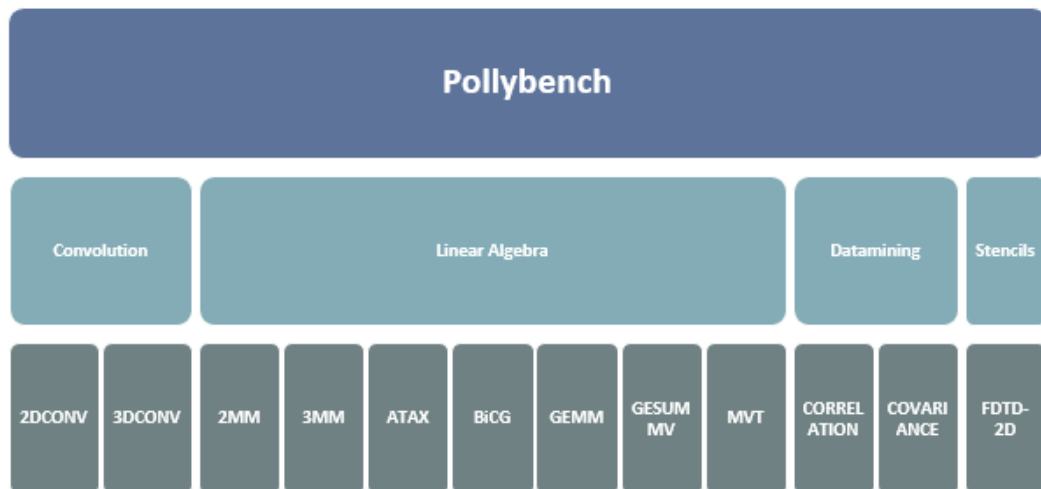 Pollybench
Convolution
Linear Algebra
Datamining
Stencils
2DCONV
3DCONV
2MM
3MM
ATAX
BiCG
GEMM
GESUM
MV
MVT
CORREL
ATION
COVARI
ANCE
FDTD-
2D